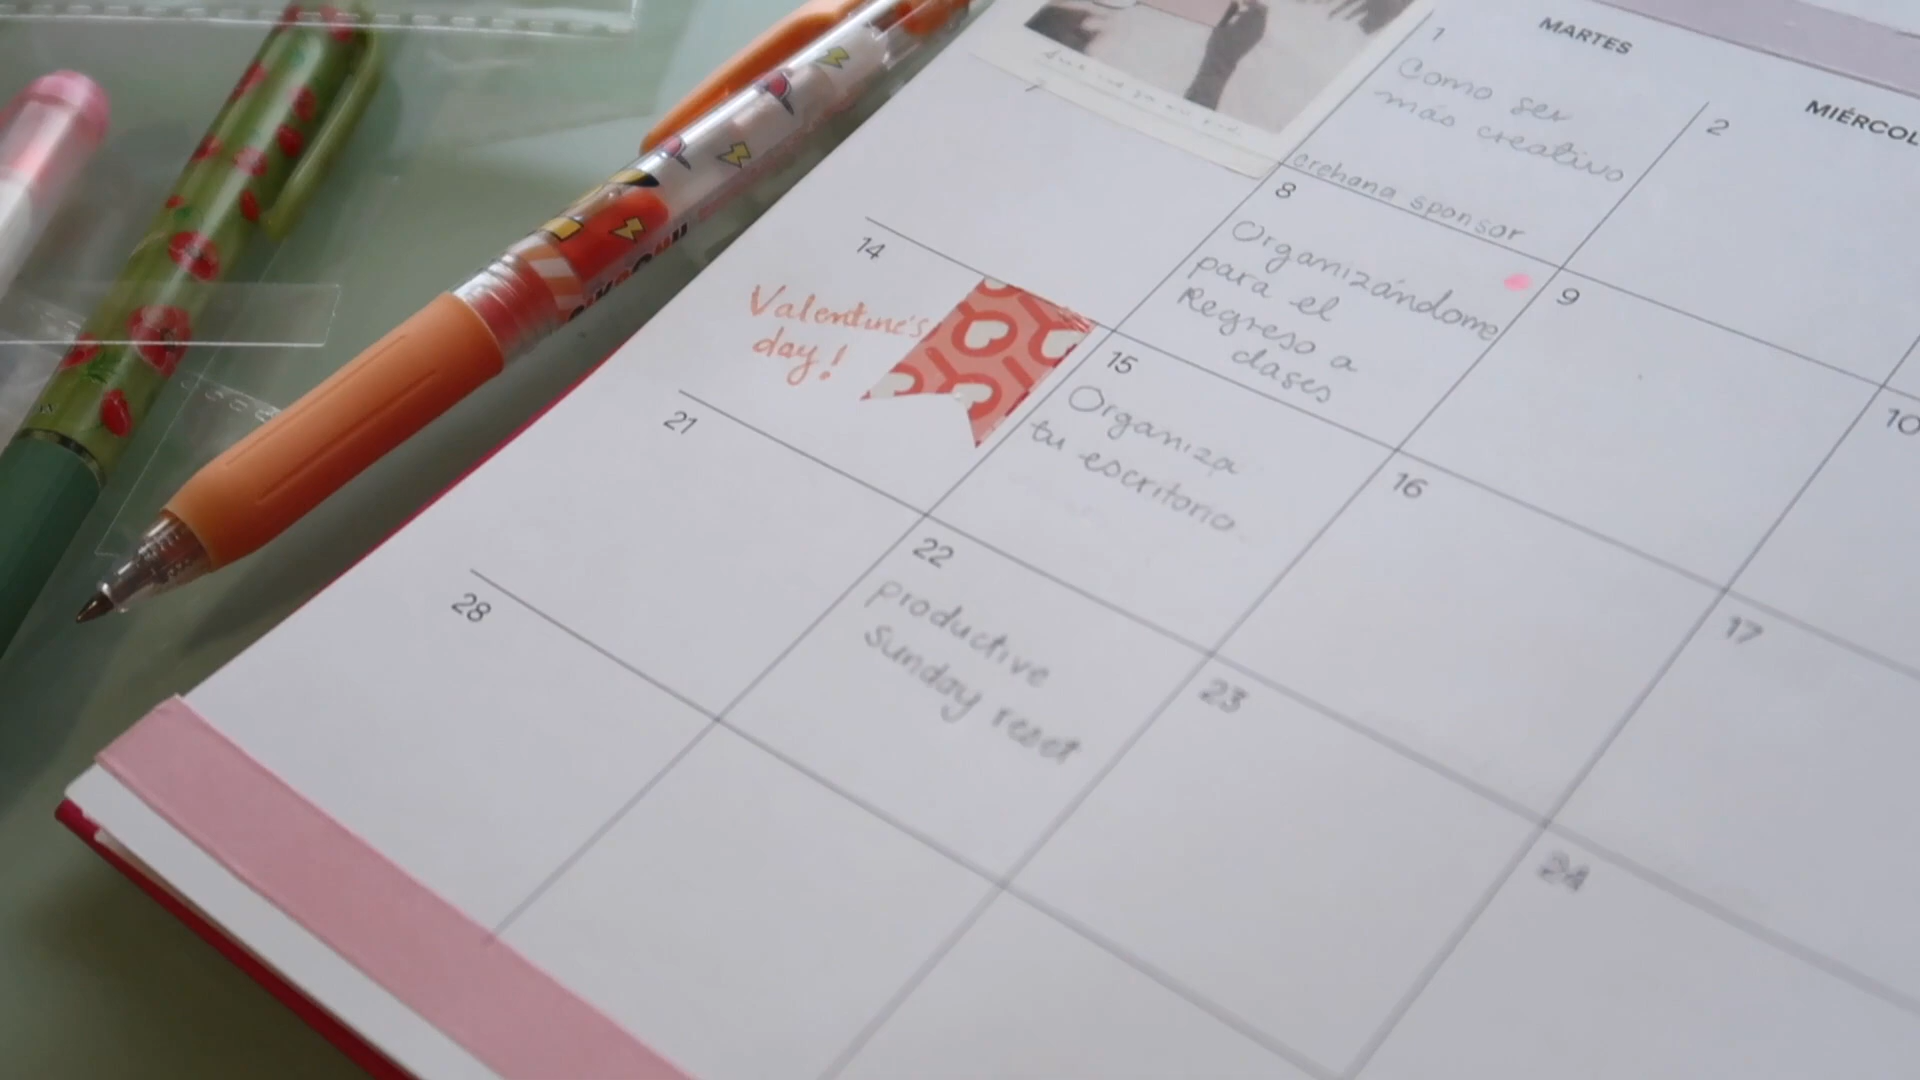 MARTES
MIÉRCOL
1
Como ser
más creativo
crehana sponsor
2
7
8
Organizándome
para el
Regreso a
clases
9
10
14
Valentine's
day!
15
Organiza
tu escritorio
16
17
21
22
productive
sunday reset
23
24
28